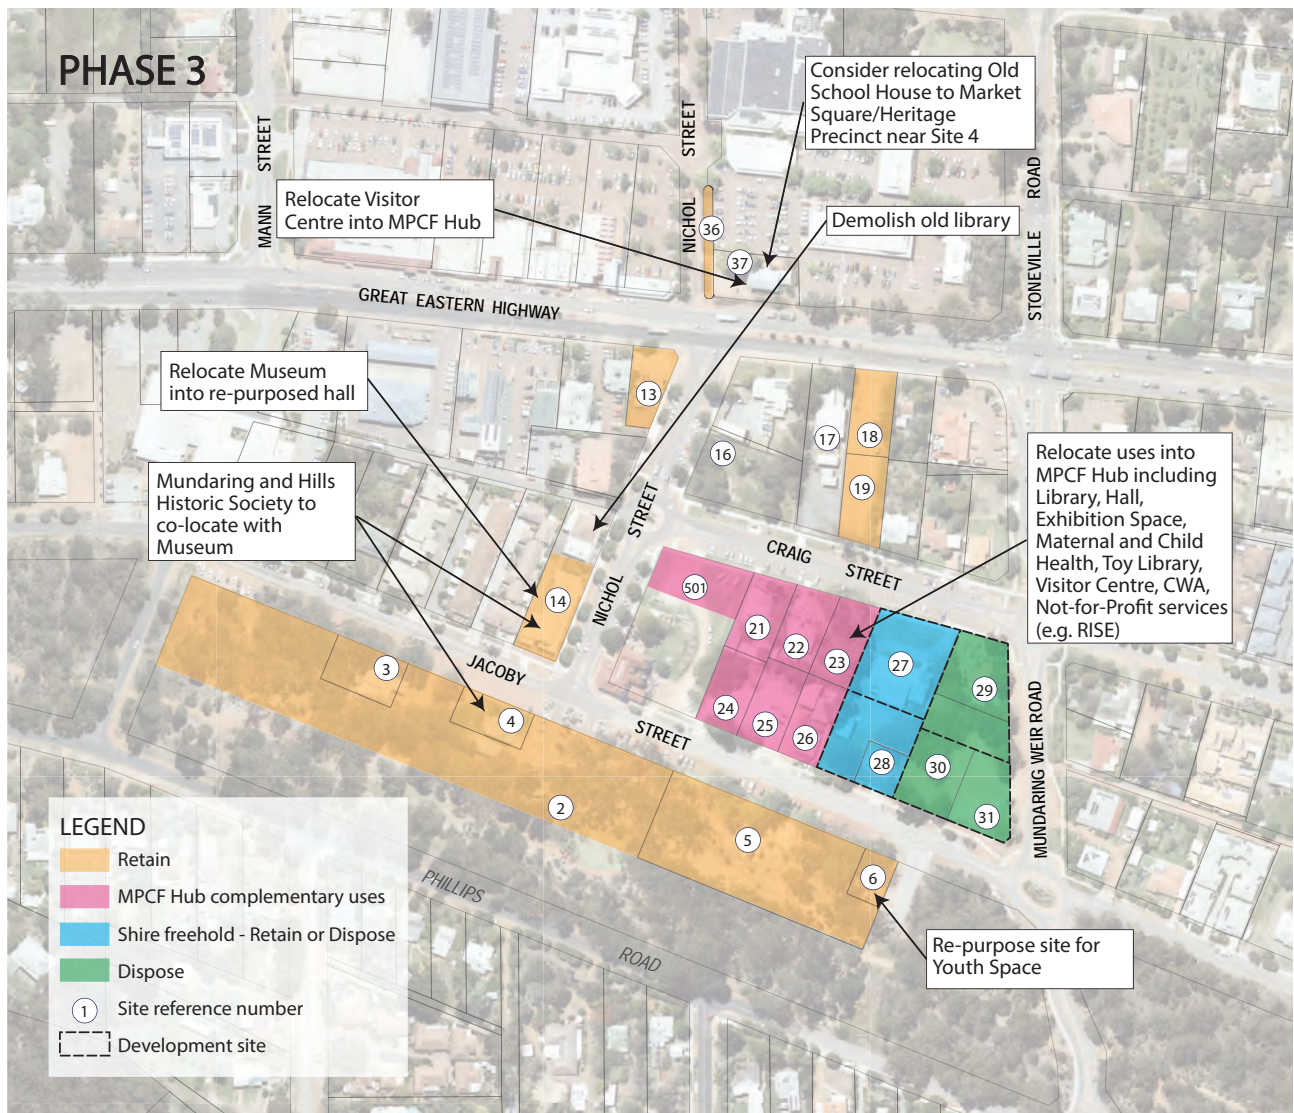 PHASE 3
Consider relocating Old
School House to Market
Square/Heritage
Precinct near Site 4
Relocate Visitor
Centre into MPCF Hub
Demolish old library
MANN STREET
NICHOL STREET
STONEVILLE ROAD
36
37
GREAT EASTERN HIGHWAY
Relocate Museum
into re-purposed hall
13
16
17
18
19
Mundaring and Hills
Historic Society to
co-locate with
Museum
Relocate uses into
MPCF Hub including
Library, Hall,
Exhibition Space,
Maternal and Child
Health, Toy Library,
Visitor Centre, CWA,
Not-for-Profit services
(e.g. RISE)
NICHOL STREET
CRAIG STREET
14
501
21
22
23
24
25
26
27
28
29
30
31
JACOBY STREET
MUNDARING WEIR ROAD
3
4
2
5
6
PHILLIPS ROAD
Re-purpose site for
Youth Space
LEGEND
Retain
MPCF Hub complementary uses
Shire freehold - Retain or Dispose
Dispose
1 Site reference number
Development site